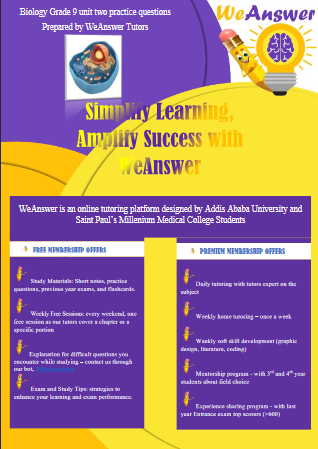 Biology Grade 9 unit two practice questions
Prepared by WeAnswer Tutors
WeAnswer
Simplify Learning,
Amplify Success with
WeAnswer
WeAnswer is an online tutoring platform designed by Addis Ababa University and
Saint Paul’s Millenium Medical College Students
FREE MEMBERSHIP OFFERS
Study Materials: Short notes, practice
questions, previous year exams, and flashcards.
Weekly Free Sessions: every weekend, one
free session as our tutors cover a chapter or a
specific portion
Explanation for difficult questions you
encounter while studying – contact us through
our bot,
Exam and Study Tips: strategies to
enhance your learning and exam performance.
PREMIUM MEMBERSHIP OFFERS
Daily tutoring with tutors expert on the
subject
Weekly home tutoring – once a week
Weekly soft skill development (graphic
design, literature, coding)
Mentorship program - with 3rd and 4th year
students about field choice
Experience sharing program - with last
year Entrance exam top scorers (>600)